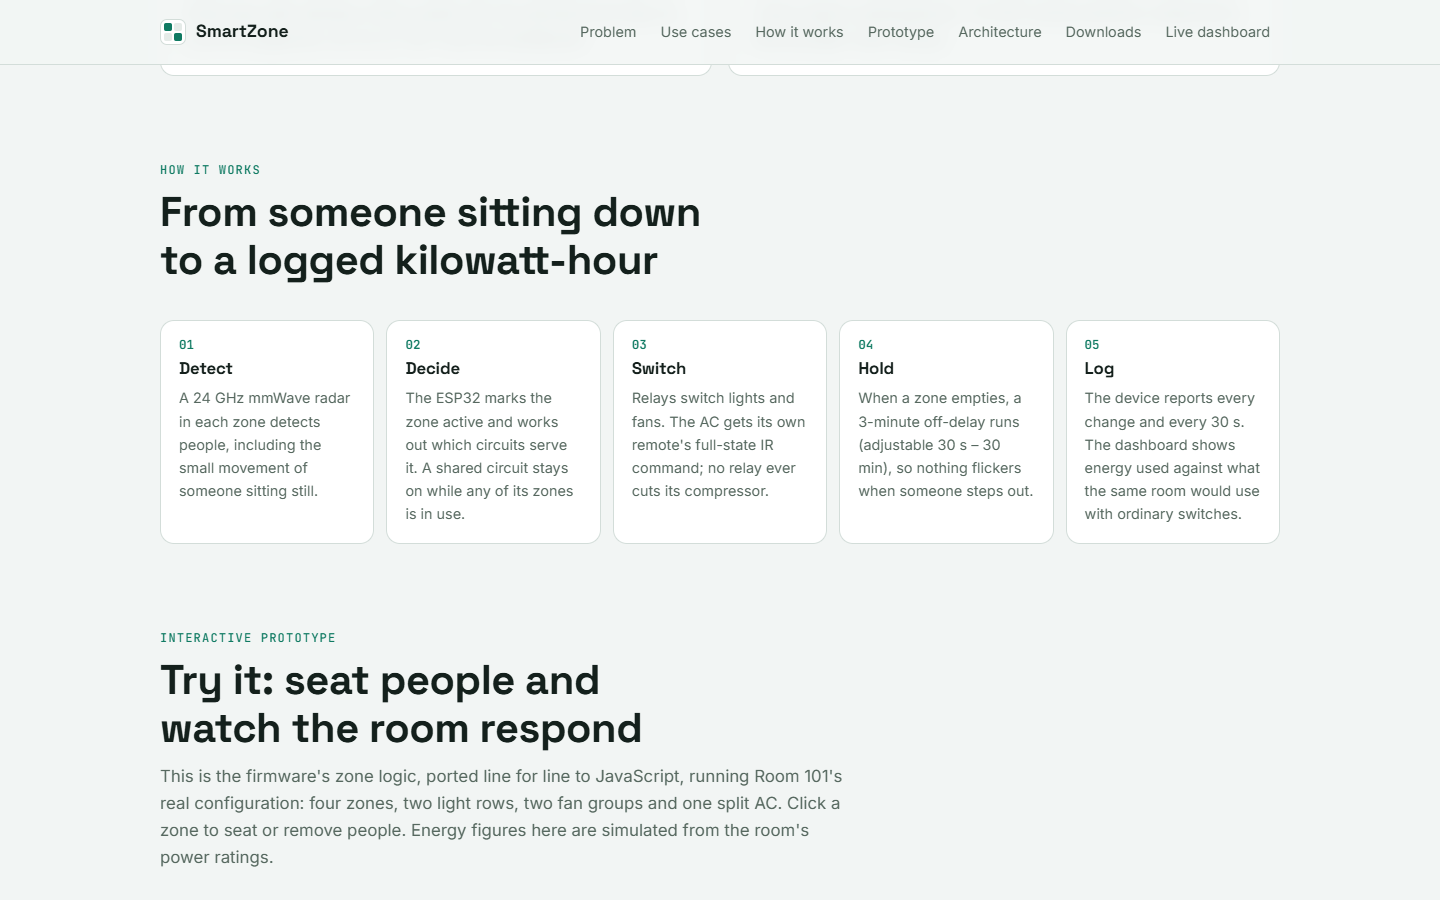 SmartZone
Problem
Use cases
How it works
Prototype
Architecture
Downloads
Live dashboard
HOW IT WORKS
From someone sitting down
to a logged kilowatt-hour
01
Detect
A 24 GHz mmWave radar
in each zone detects
people, including the
small movement of
someone sitting still.
02
Decide
The ESP32 marks the
zone active and works
out which circuits serve
it. A shared circuit stays
on while any of its zones
is in use.
03
Switch
Relays switch lights and
fans. The AC gets its own
remote's full-state IR
command; no relay ever
cuts its compressor.
04
Hold
When a zone empties, a
3-minute off-delay runs
(adjustable 30 s – 30
min), so nothing flickers
when someone steps out.
05
Log
The device reports every
change and every 30 s.
The dashboard shows
energy used against what
the same room would use
with ordinary switches.
INTERACTIVE PROTOTYPE
Try it: seat people and
watch the room respond
This is the firmware's zone logic, ported line for line to JavaScript, running Room 101's
real configuration: four zones, two light rows, two fan groups and one split AC. Click a
zone to seat or remove people. Energy figures here are simulated from the room's
power ratings.